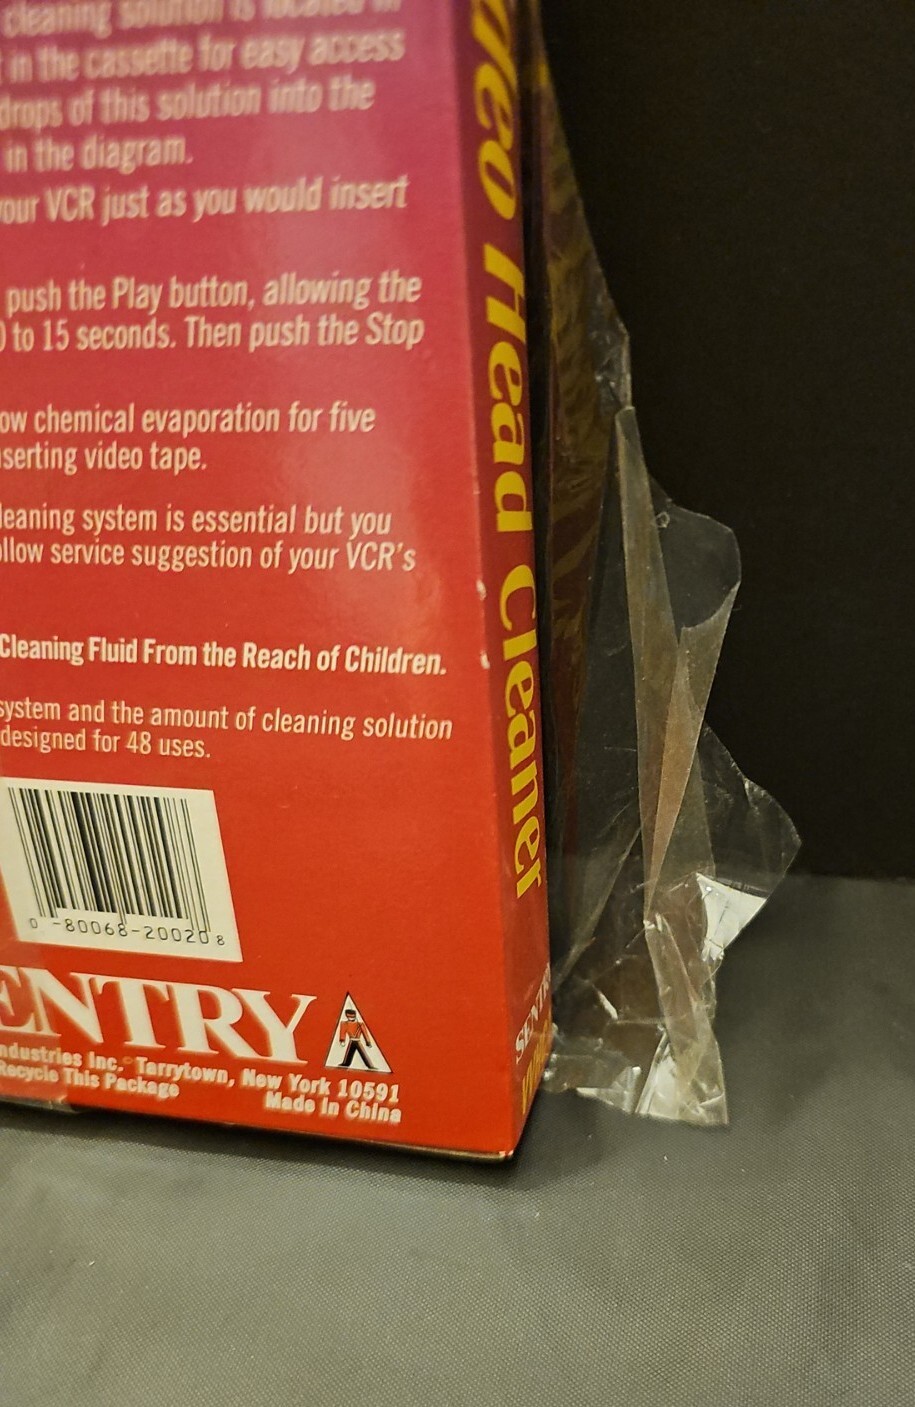 cleaning solution is located in
in the cassette for easy access
drops of this solution into the
in the diagram.
our VCR just as you would insert
push the Play button, allowing the
0 to 15 seconds. Then push the Stop
ow chemical evaporation for five
serting video tape.
leaning system is essential but you
ollow service suggestion of your VCR's
Cleaning Fluid From the Reach of Children.
system and the amount of cleaning solution
designed for 48 uses.
0 -80068-20020 8
ENTRY
ndustries Inc. Tarrytown, New York 10591
Recycle This Package
Made in China
deo Head Cleaner
SENTR